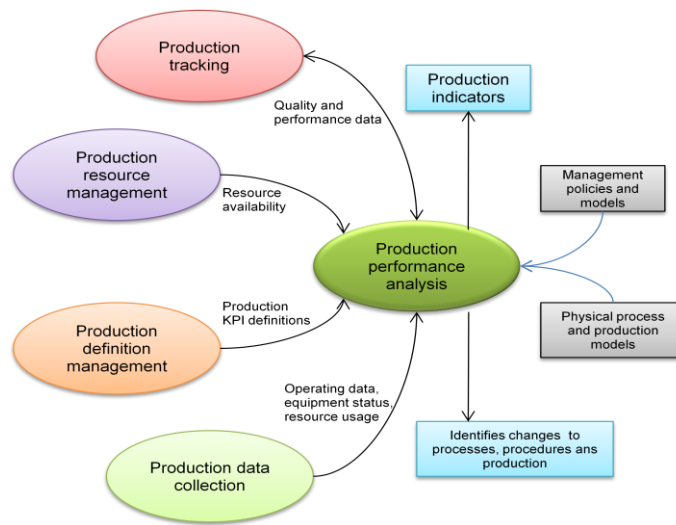 Production
tracking
Quality and
performance data
Production
indicators
Production
resource
management
Resource
availability
Management
policies and
models
Production
performance
analysis
Production
definition
management
Production
KPI definitions
Physical process
and production
models
Operating data,
equipment status,
resource usage
Production data
collection
Identifies changes to
processes, procedures ans
production